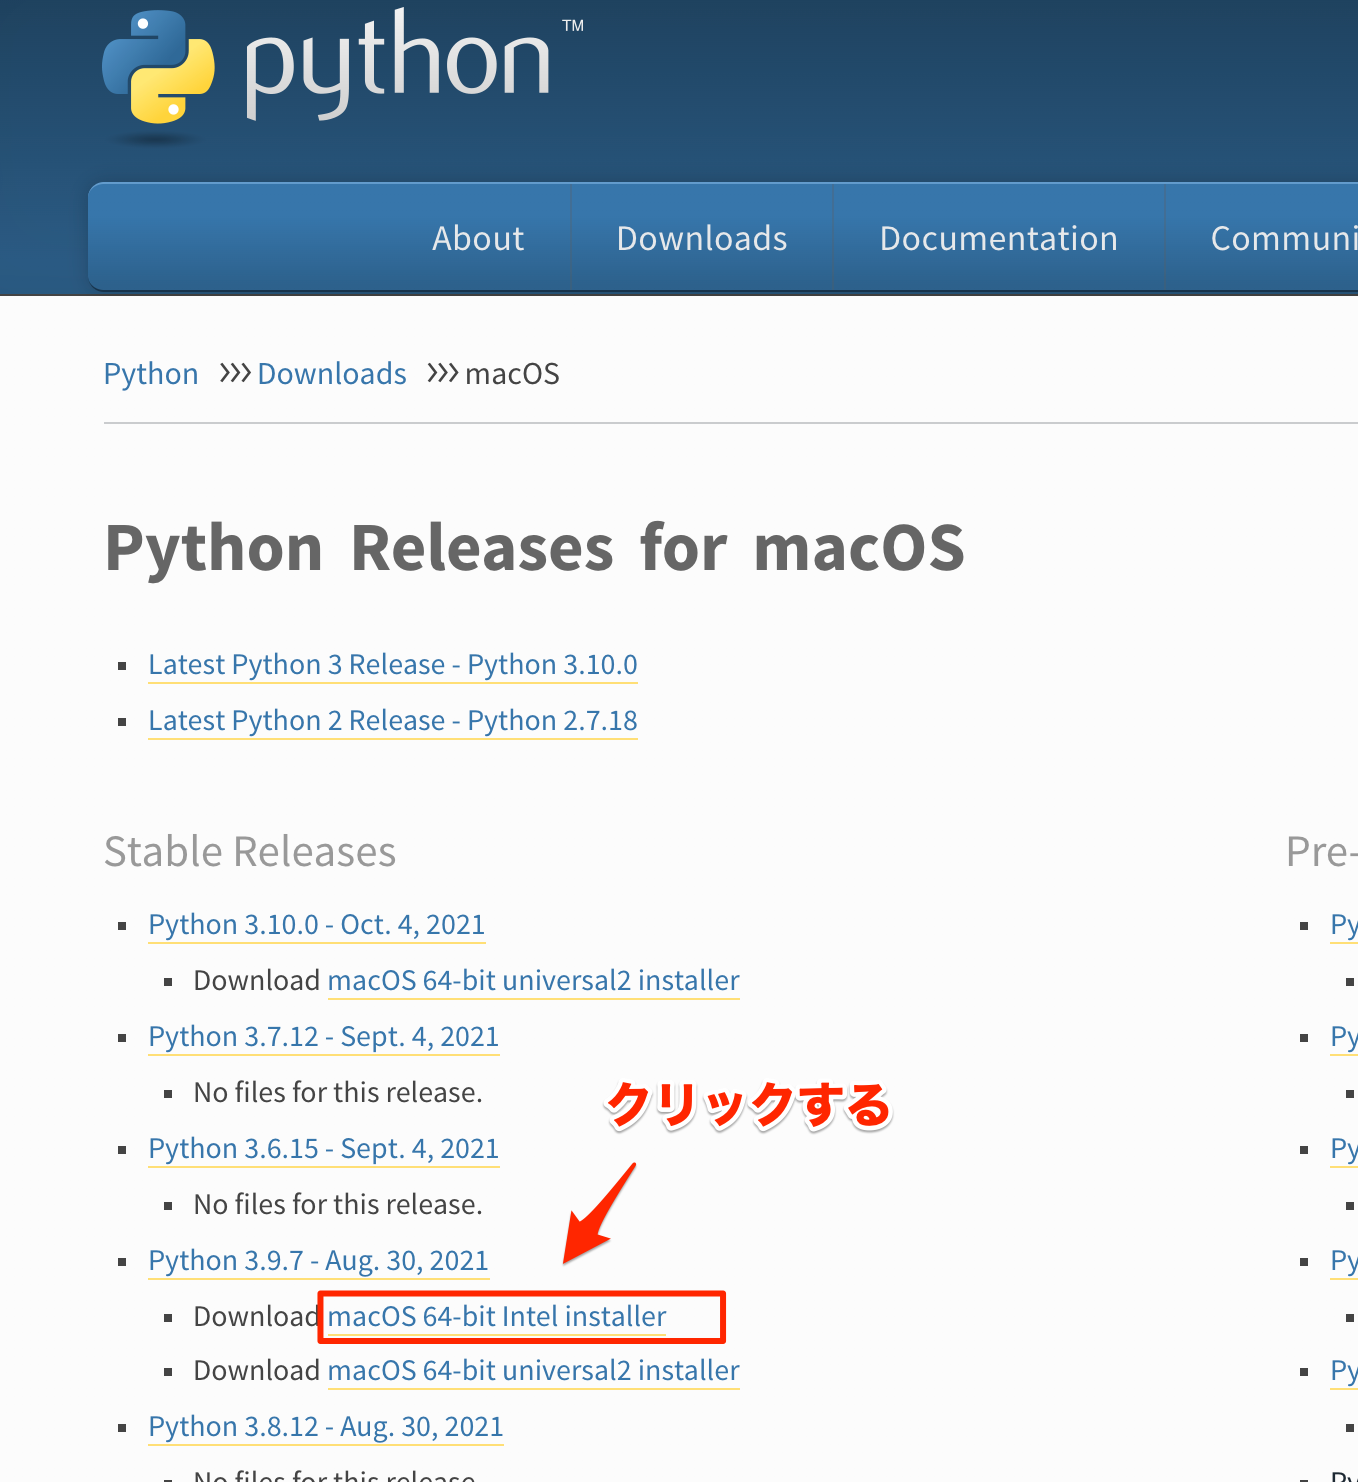 python™
About Downloads Documentation Communi
Python >>> Downloads >>> macOS
Python Releases for macOS
Latest Python 3 Release - Python 3.10.0
Latest Python 2 Release - Python 2.7.18
Stable Releases
Pre-
Python 3.10.0 - Oct. 4, 2021
Py
Download macOS 64-bit universal2 installer
Python 3.7.12 - Sept. 4, 2021
Py
No files for this release.
クリックする
Python 3.6.15 - Sept. 4, 2021
Py
No files for this release.
Python 3.9.7 - Aug. 30, 2021
Py
Download macOS 64-bit Intel installer
Download macOS 64-bit universal2 installer
Py
Python 3.8.12 - Aug. 30, 2021
No files for this release.
Py